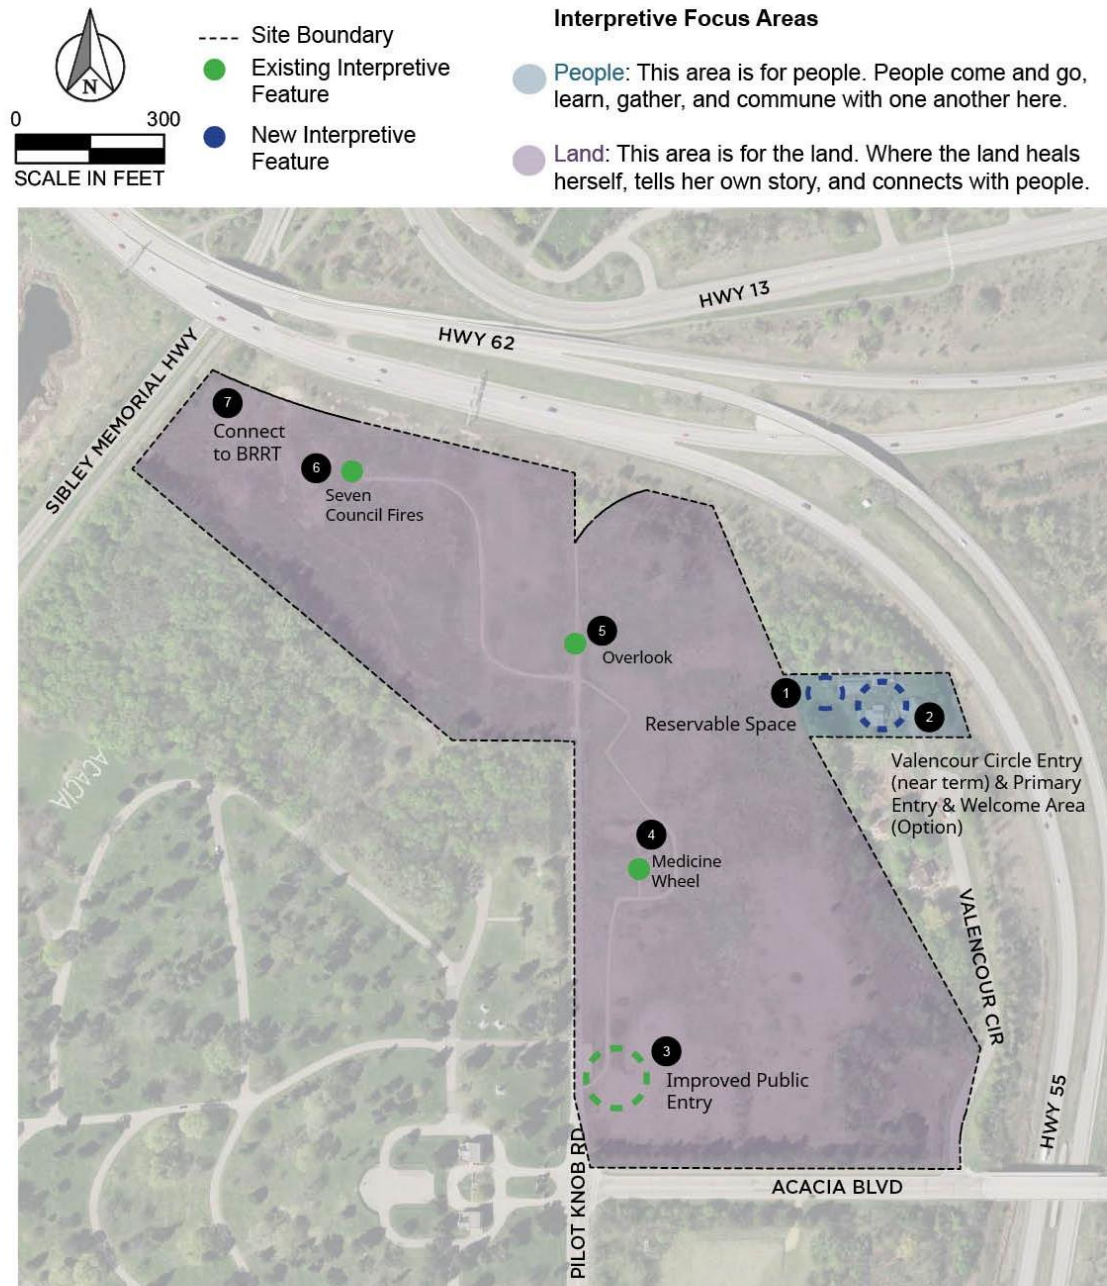 N
0 300
SCALE IN FEET
Site Boundary
Existing Interpretive
Feature
New Interpretive
Feature
Interpretive Focus Areas
People: This area is for people. People come and go,
learn, gather, and commune with one another here.
Land: This area is for the land. Where the land heals
herself, tells her own story, and connects with people.
HWY 13
HWY 62
SIBLEY MEMORIAL HWY
7
Connect
to BRRT
6
Seven
Council Fires
5
Overlook
1
Reservable Space
2
Valencour Circle Entry
(near term) & Primary
Entry & Welcome Area
(Option)
ACACIA
4
Medicine
Wheel
VALENCOUR CIR
3
Improved Public
Entry
HWY 55
PILOT KNOB RD
ACACIA BLVD